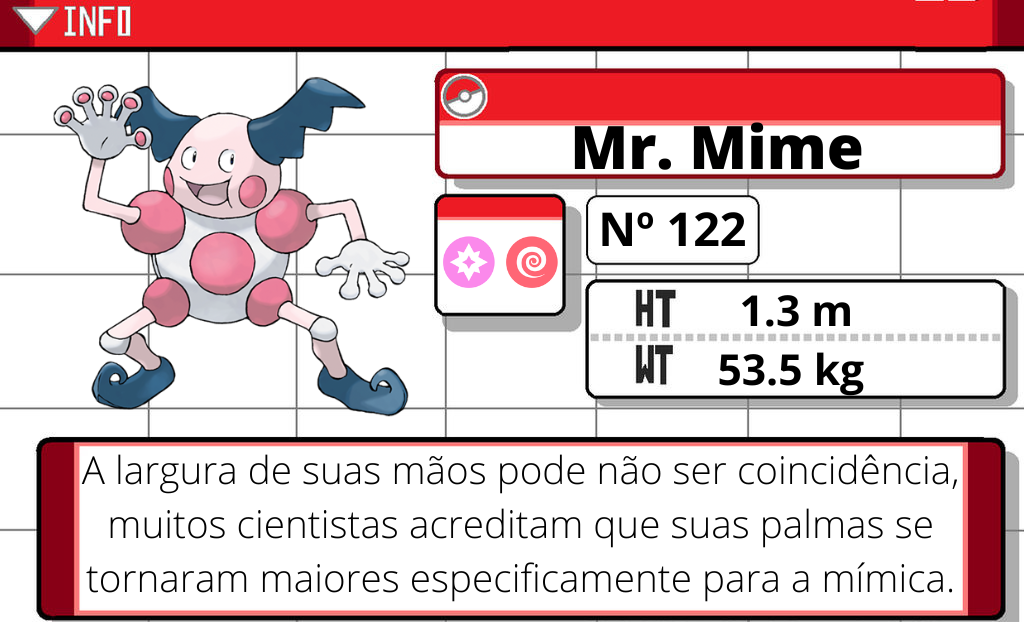 INFO
Mr. Mime
Nº 122
HT 1.3 m
WT 53.5 kg
A largura de suas mãos pode não ser coincidência,
muitos cientistas acreditam que suas palmas se
tornaram maiores especificamente para a mímica.